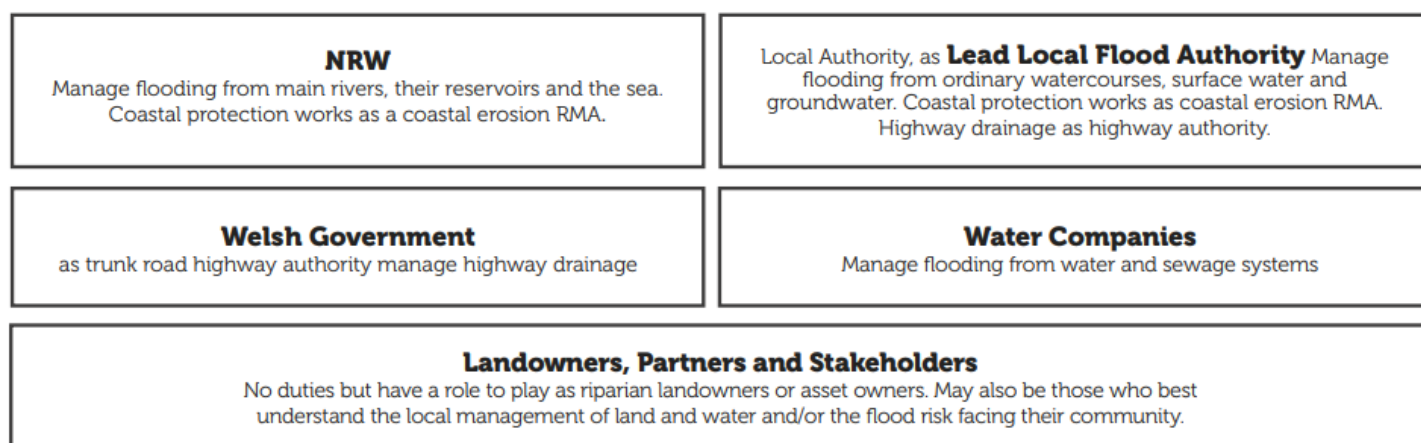 NRW
Manage flooding from main rivers, their reservoirs and the sea.
Coastal protection works as a coastal erosion RMA.
Local Authority, as Lead Local Flood Authority Manage
flooding from ordinary watercourses, surface water and
groundwater. Coastal protection works as coastal erosion RMA.
Highway drainage as highway authority.
Welsh Government
as trunk road highway authority manage highway drainage
Water Companies
Manage flooding from water and sewage systems
Landowners, Partners and Stakeholders
No duties but have a role to play as riparian landowners or asset owners. May also be those who best
understand the local management of land and water and/or the flood risk facing their community.